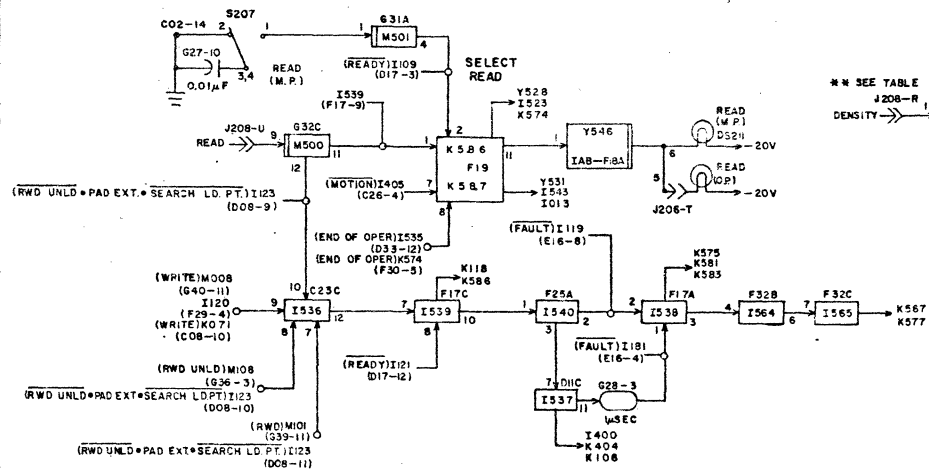 S207
G31A
C02-14
2
1
1
M501
4
G27-10
3,4
READ
(M.P.)
0.01µF
(READY)I109
(D17-3)
SELECT
READ
I539
(F17-9)
Y528
I523
K574
** SEE TABLE
J208-R
DENSITY
1
READ
(M.P.)
DS211
-20V
J208-U
G32C
READ
9
M500
11
12
1
2
K586
F19
K587
11
7
8
1
Y546
IAB-F18A
6
5
READ
(O.P.)
-20V
J206-T
(MOTION)I405
(C26-4)
Y531
I543
I013
(RWD UNLD • PAD EXT. • SEARCH LD. PT.)I123
(D08-9)
(END OF OPER)I535
(D33-12)
(END OF OPER)K574
(F30-5)
(FAULT)I119
(E16-8)
K575
K581
K583
K118
K586
(WRITE)M008
(G40-11)
I120
(F29-4)
(WRITE)K071
(C08-10)
10
C23C
9
I536
12
8
7
F17C
7
I539
10
8
F25A
1
I540
2
3
F17A
2
I538
3
1
F32B
4
I564
6
F32C
7
I565
K567
K577
(READY)I121
(D17-12)
(FAULT)I181
(E16-4)
(RWD UNLD)M108
(G36-3)
(RWD UNLD•PAD EXT•SEARCH LD.PT)I123
(D08-10)
7
D11C
I537
11
G28-3
µSEC
(RWD)M101
(G39-11)
(RWD UNLD•PAD EXT.•SEARCH LD. PT.)I123
(D08-11)
I400
K404
K108